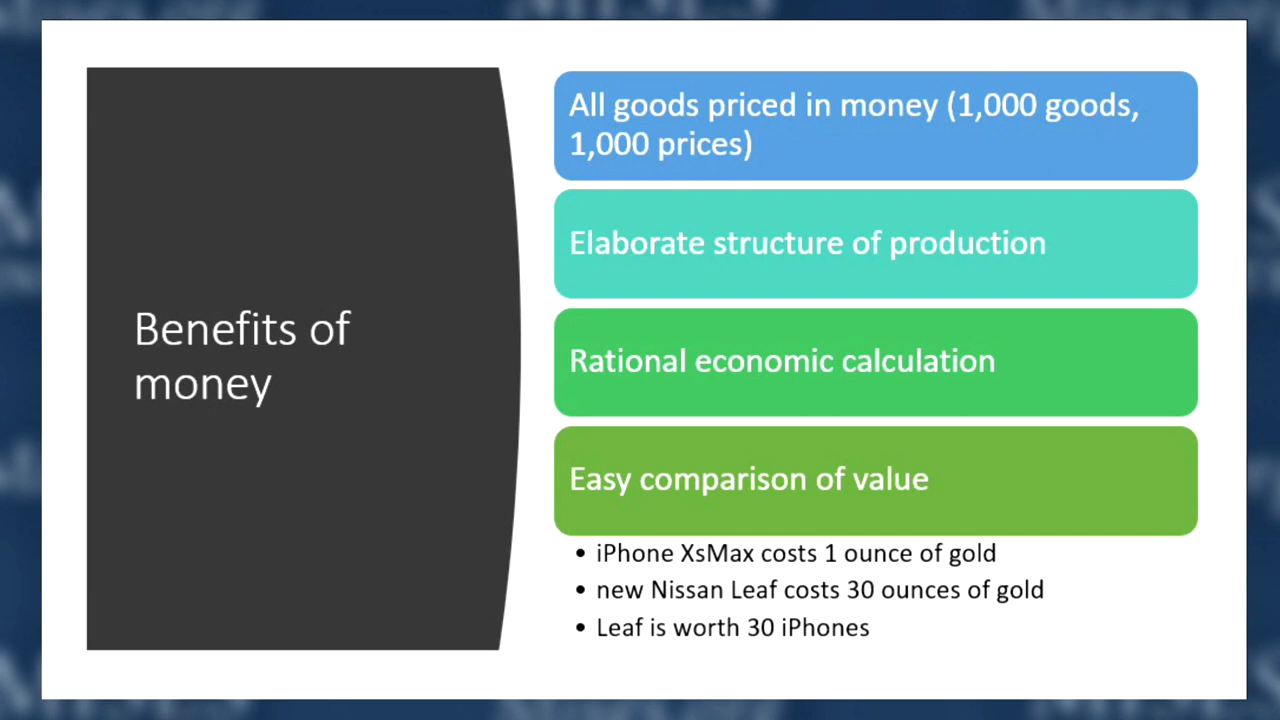 Benefits of
money
All goods priced in money (1,000 goods,
1,000 prices)
Elaborate structure of production
Rational economic calculation
Easy comparison of value
• iPhone XsMax costs 1 ounce of gold
• new Nissan Leaf costs 30 ounces of gold
• Leaf is worth 30 iPhones